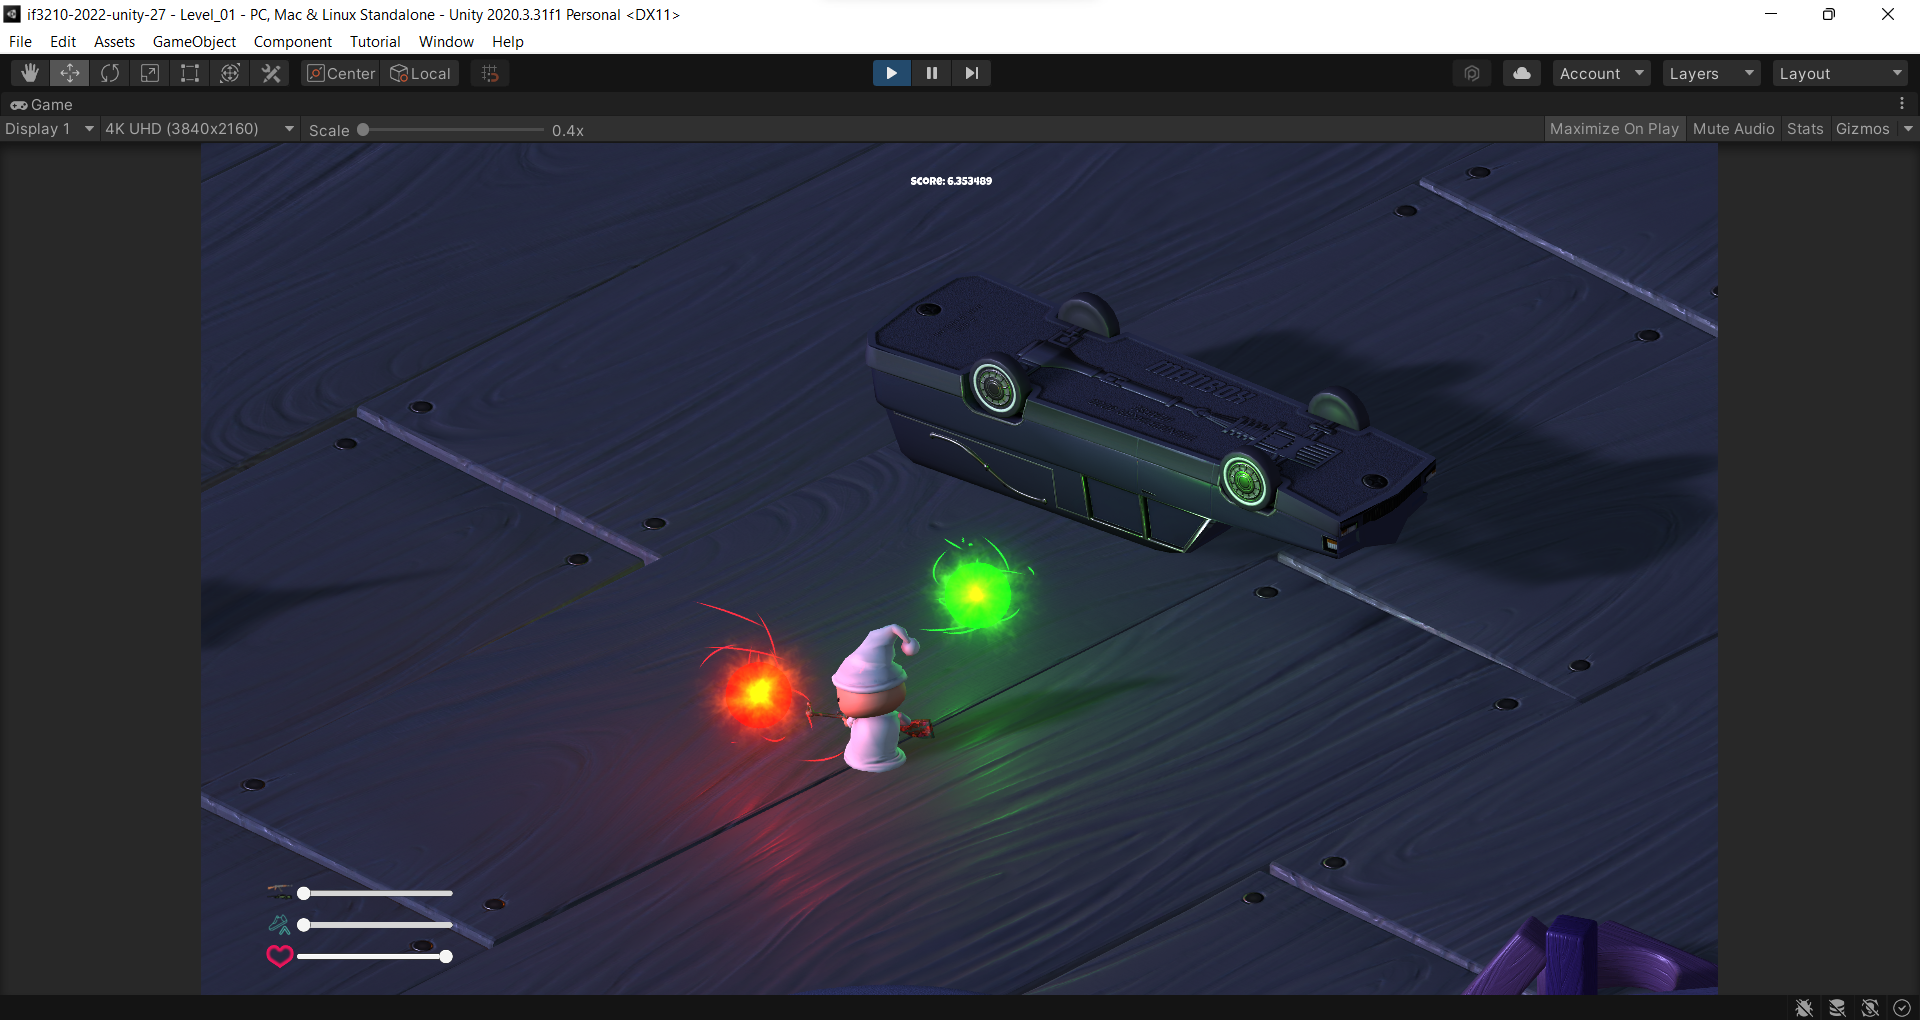 if3210-2022-unity-27 - Level_01 - PC, Mac & Linux Standalone - Unity 2020.3.31f1 Personal <DX11>
File Edit Assets GameObject Component Tutorial Window Help
Center Local Account Layers Layout
Game
Display 1 4K UHD (3840x2160) Scale 0.4x Maximize On Play Mute Audio Stats Gizmos
SCORE: 6.353489